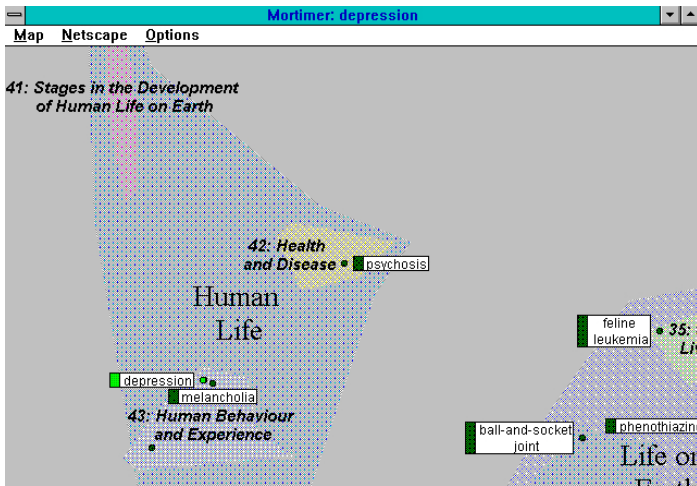 Mortimer: depression
Map Netscape Options
41: Stages in the Development
of Human Life on Earth
42: Health
and Disease
psychosis
Human
Life
feline
leukemia
35:
depression
melancholia
43: Human Behaviour
and Experience
ball-and-socket
joint
Life on